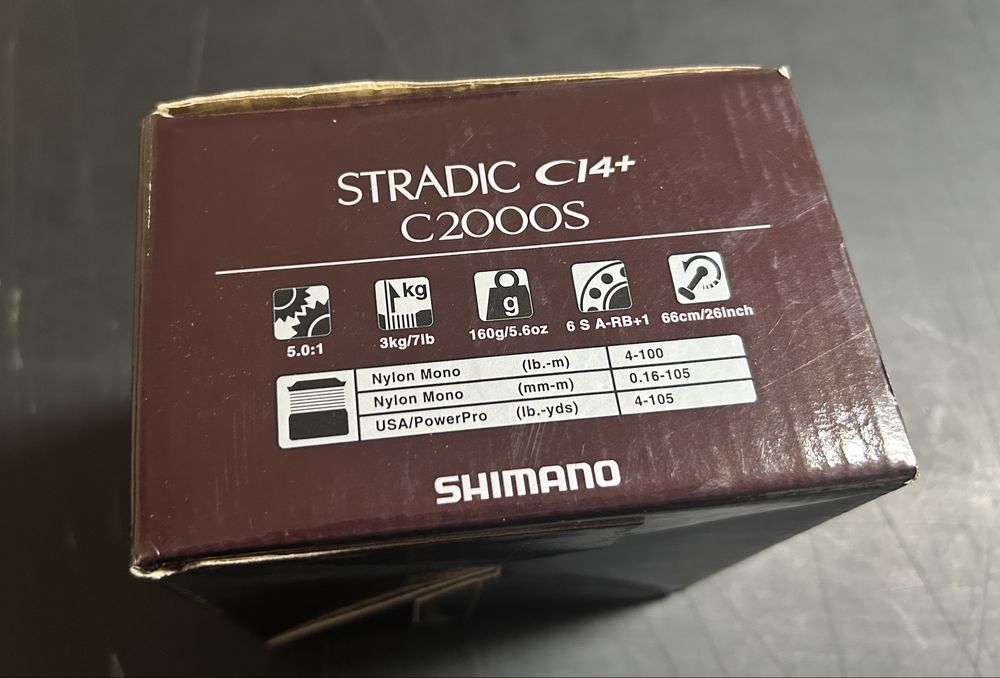 STRADIC CI4+
C2000S
kg
g
5.0:1
3kg/7lb
160g/5.6oz
6 S A-RB+1
66cm/26inch
Nylon Mono (lb.-m) 4-100
Nylon Mono (mm-m) 0.16-105
USA/PowerPro (lb.-yds) 4-105
SHIMANO